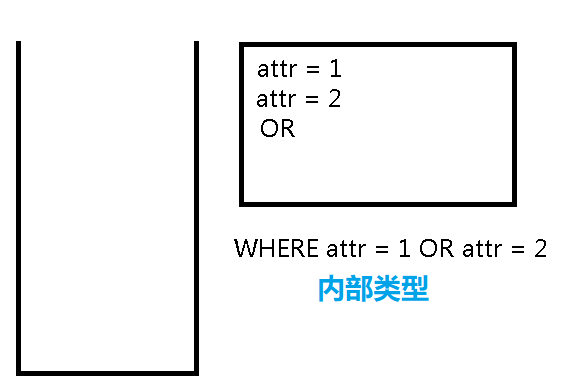 attr = 1
attr = 2
OR
WHERE attr = 1 OR attr = 2
内部类型